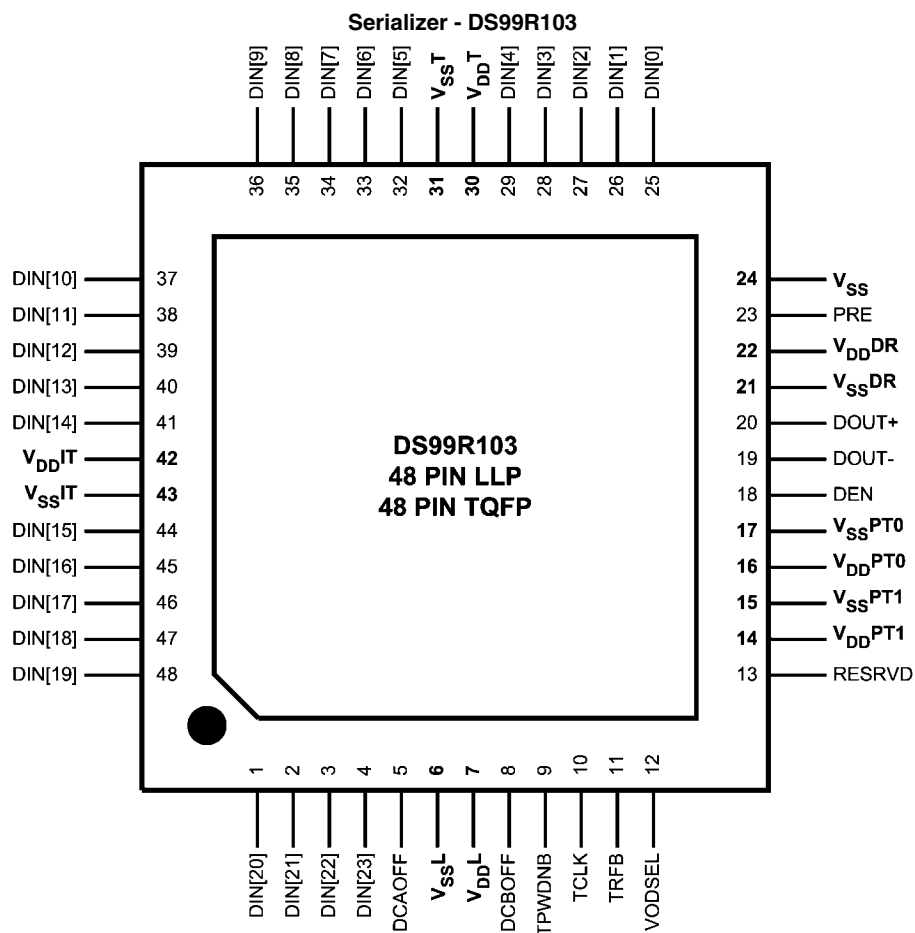 Serializer - DS99R103
DIN[9]
DIN[8]
DIN[7]
DIN[6]
DIN[5]
VSST
VDDT
DIN[4]
DIN[3]
DIN[2]
DIN[1]
DIN[0]
36
35
34
33
32
31
30
29
28
27
26
25
DIN[10] 37
DIN[11] 38
DIN[12] 39
DIN[13] 40
DIN[14] 41
VDDIT 42
VSSIT 43
DIN[15] 44
DIN[16] 45
DIN[17] 46
DIN[18] 47
DIN[19] 48
DS99R103
48 PIN LLP
48 PIN TQFP
24 VSS
23 PRE
22 VDDDR
21 VSSDR
20 DOUT+
19 DOUT-
18 DEN
17 VSSPT0
16 VDDPT0
15 VSSPT1
14 VDDPT1
13 RESRVD
1
2
3
4
5
6
7
8
9
10
11
12
DIN[20]
DIN[21]
DIN[22]
DIN[23]
DCAOFF
VSSL
VDDL
DCBOFF
TPWDNB
TCLK
TRFB
VODSEL